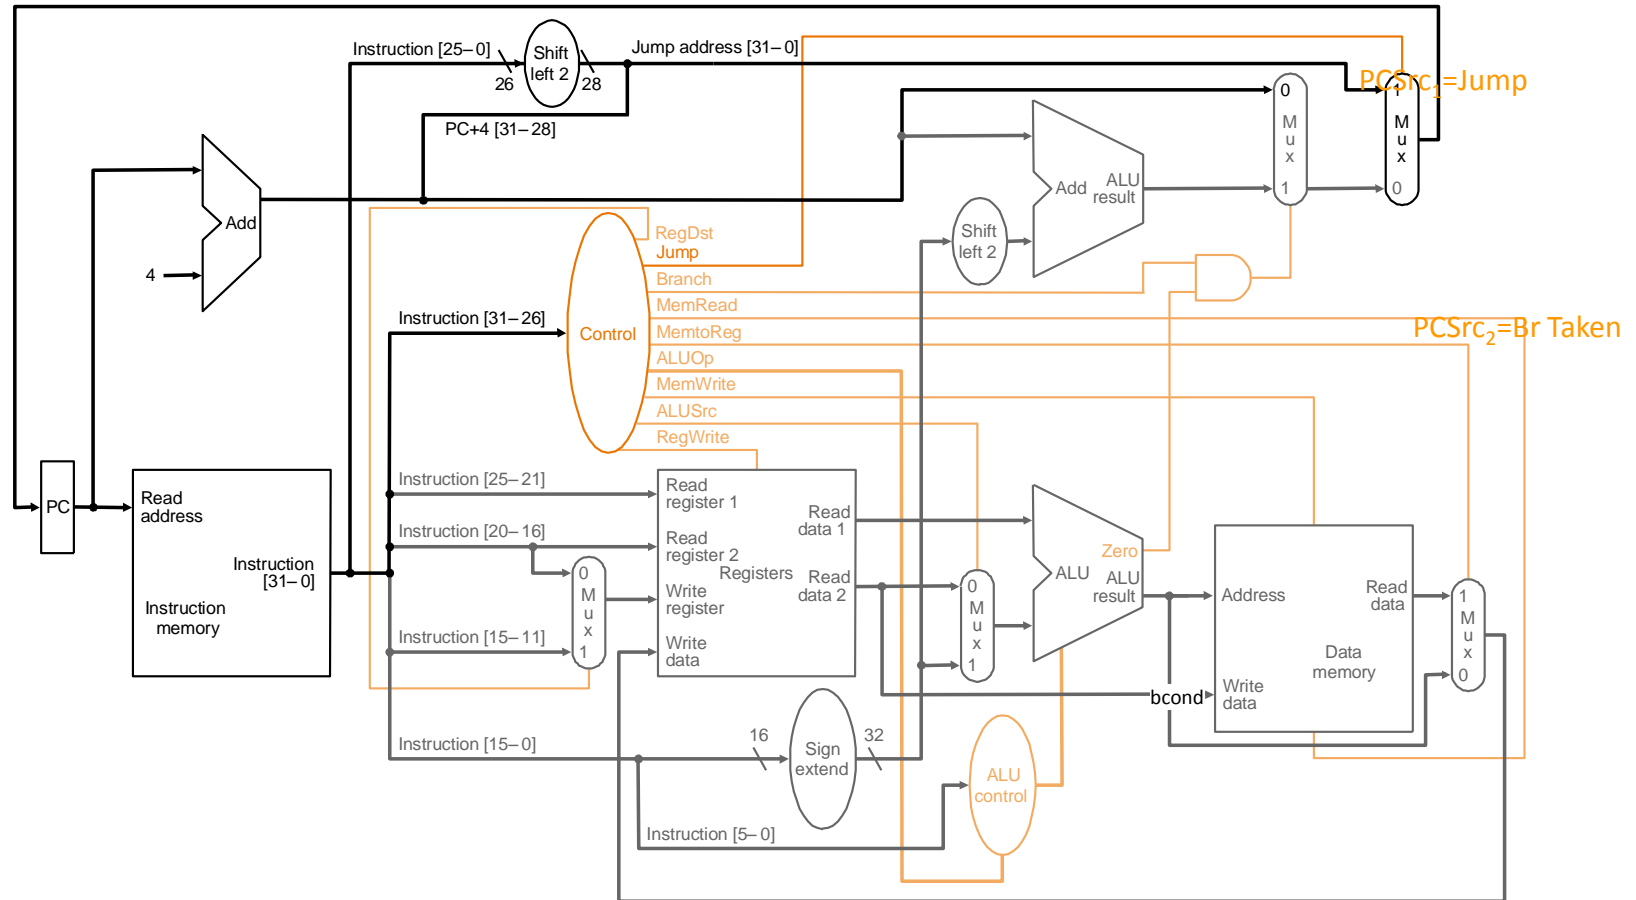 Instruction [25–0]
Shift
left 2
Jump address [31–0]
26
28
PC+4 [31–28]
PCSrc1=Jump
0
M
u
x
1
1
M
u
x
0
Add
ALU
result
Add
4
Shift
left 2
RegDst
Jump
Branch
MemRead
MemtoReg
ALUOp
MemWrite
ALUSrc
RegWrite
Instruction [31–26]
Control
PCSrc2=Br Taken
PC
Read
address
Instruction
[31–0]
Instruction
memory
Instruction [25–21]
Instruction [20–16]
Instruction [15–11]
0
M
u
x
1
Read
register 1
Read
register 2
Write
register
Write
data
Registers
Read
data 1
Read
data 2
0
M
u
x
1
Zero
ALU
ALU
result
bcond
Address
Write
data
Read
data
Data
memory
1
M
u
x
0
Instruction [15–0]
16
Sign
extend
32
ALU
control
Instruction [5–0]